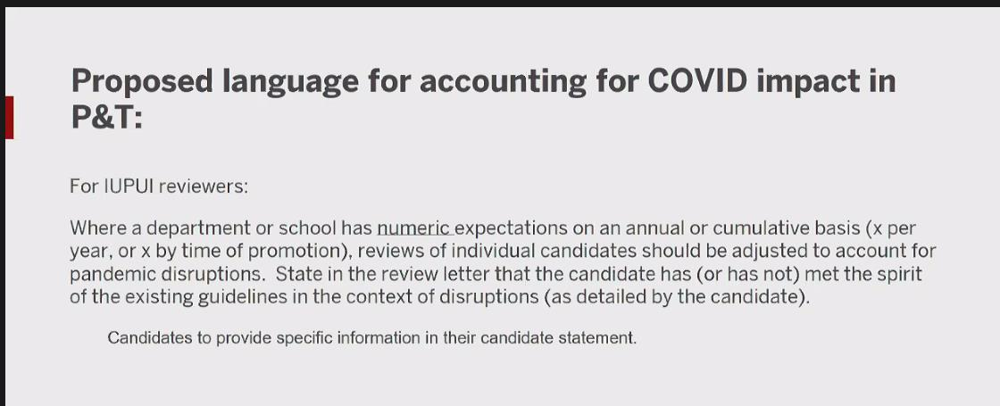 Proposed language for accounting for COVID impact in
P&T:
For IUPUI reviewers:
Where a department or school has numeric expectations on an annual or cumulative basis (x per
year, or x by time of promotion), reviews of individual candidates should be adjusted to account for
pandemic disruptions.  State in the review letter that the candidate has (or has not) met the spirit
of the existing guidelines in the context of disruptions (as detailed by the candidate).
Candidates to provide specific information in their candidate statement.